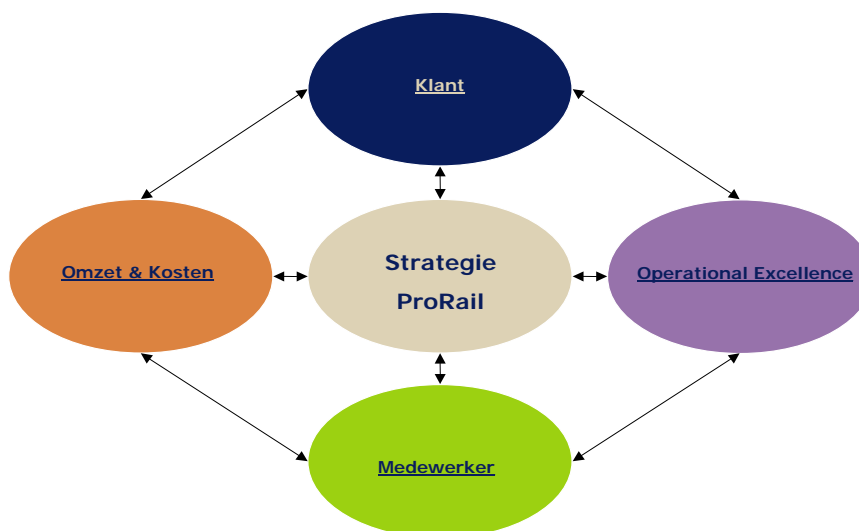 Klant
Omzet & Kosten
Strategie
ProRail
Operational Excellence
Medewerker